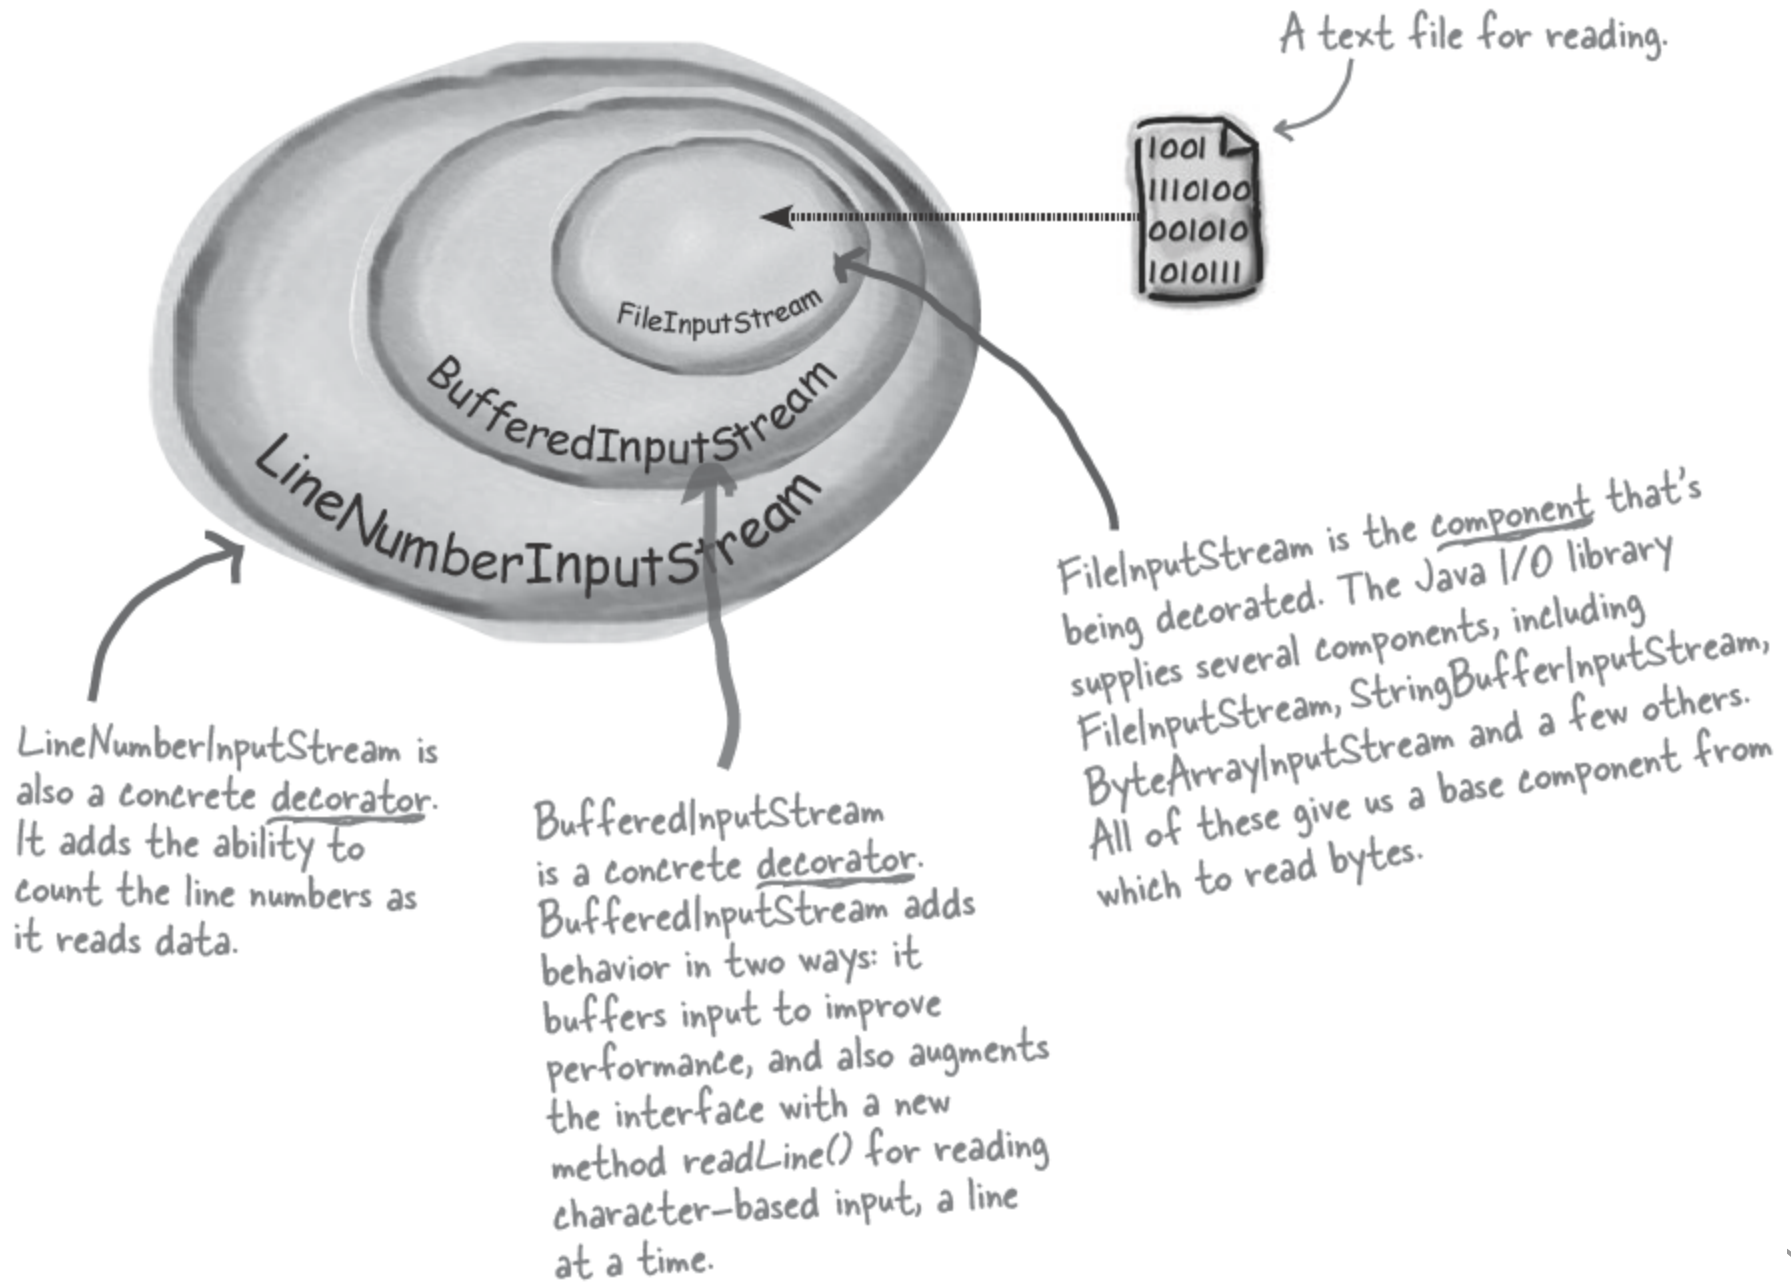 A text file for reading.
1001
1110100
001010
1010111
FileInputStream
BufferedInputStream
LineNumberInputStream
FileInputStream is the component that's
being decorated. The Java I/O library
supplies several components, including
FileInputStream, StringBufferInputStream,
ByteArrayInputStream and a few others.
All of these give us a base component from
which to read bytes.
LineNumberInputStream is
also a concrete decorator.
It adds the ability to
count the line numbers as
it reads data.
BufferedInputStream
is a concrete decorator.
BufferedInputStream adds
behavior in two ways: it
buffers input to improve
performance, and also augments
the interface with a new
method readLine() for reading
character-based input, a line
at a time.